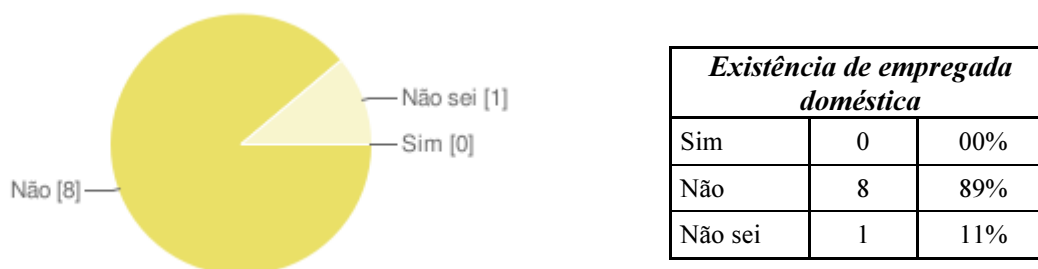 Não sei [1]
Sim [0]
Não [8]
Existência de empregada
doméstica
Sim 0 00%
Não 8 89%
Não sei 1 11%